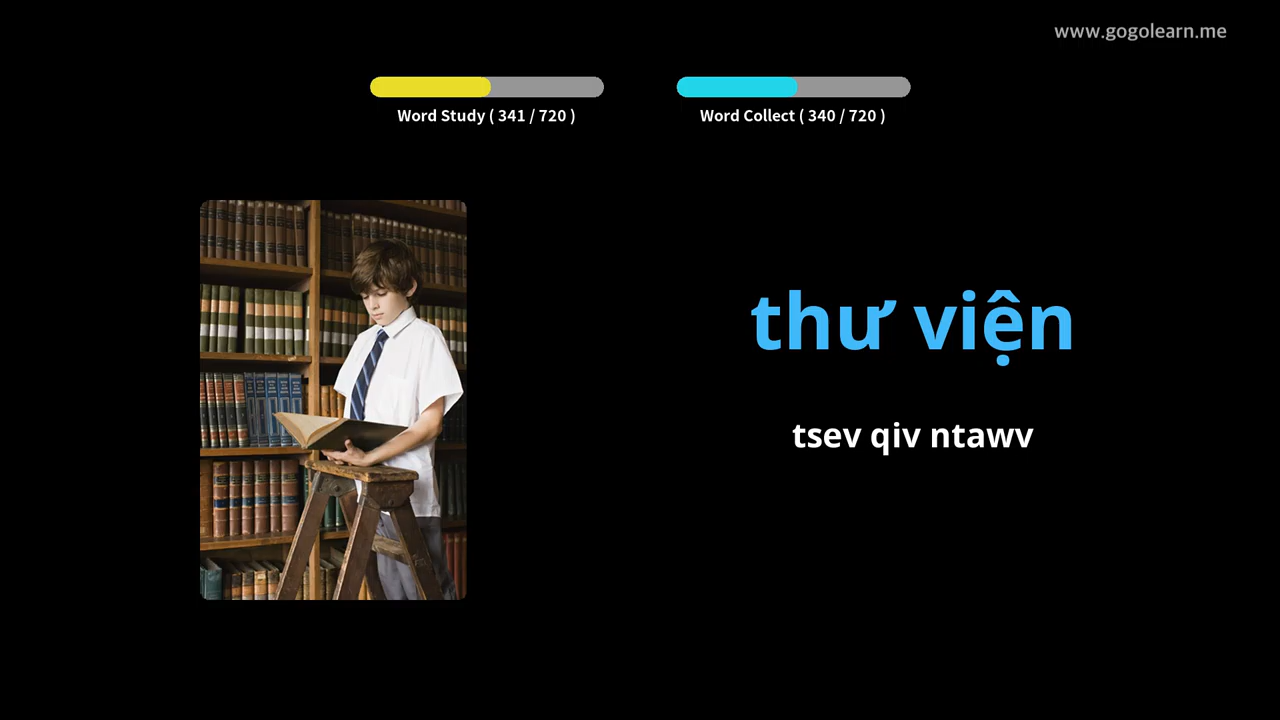 www.gogolearn.me
Word Study ( 341 / 720 )
Word Collect ( 340 / 720 )
thư viện
tsev qiv ntawv